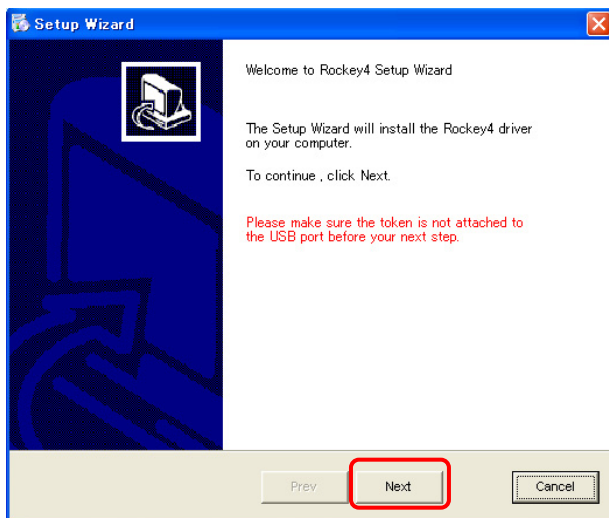 Setup Wizard
Welcome to Rockey4 Setup Wizard
The Setup Wizard will install the Rockey4 driver
on your computer.
To continue , click Next.
Please make sure the token is not attached to
the USB port before your next step.
Prev Next Cancel